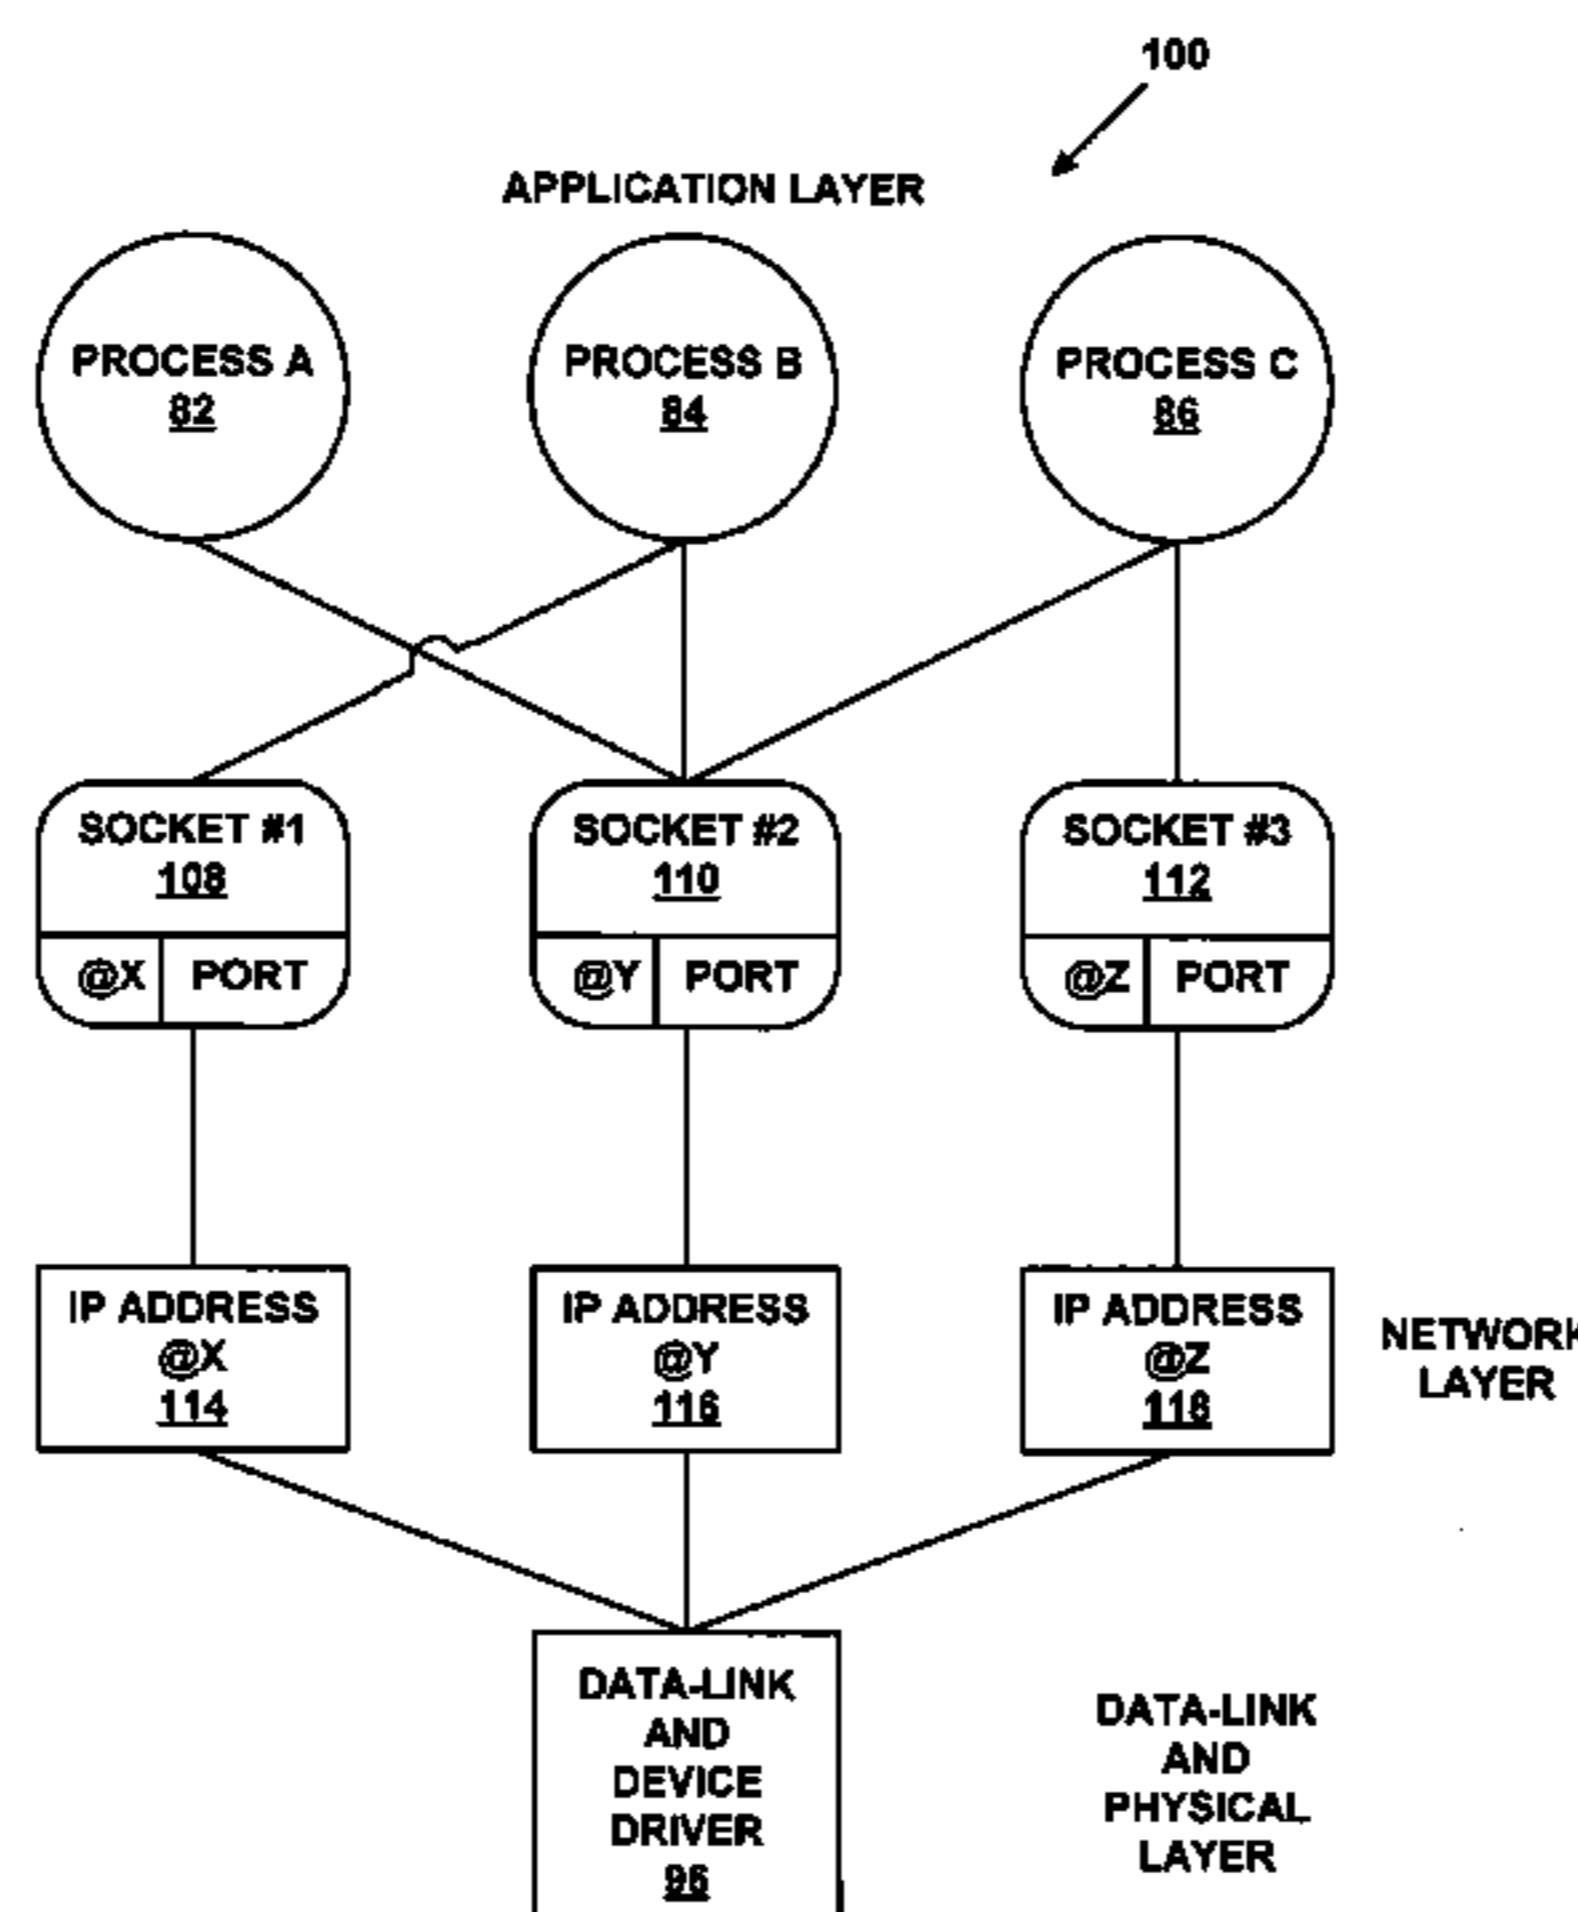 100
APPLICATION LAYER
PROCESS A
82
PROCESS B
84
PROCESS C
86
SOCKET #1
108
@X PORT
SOCKET #2
110
@Y PORT
SOCKET #3
112
@Z PORT
IP ADDRESS
@X
114
IP ADDRESS
@Y
116
IP ADDRESS
@Z
118
NETWORK
LAYER
DATA-LINK
AND
DEVICE
DRIVER
96
DATA-LINK
AND
PHYSICAL
LAYER